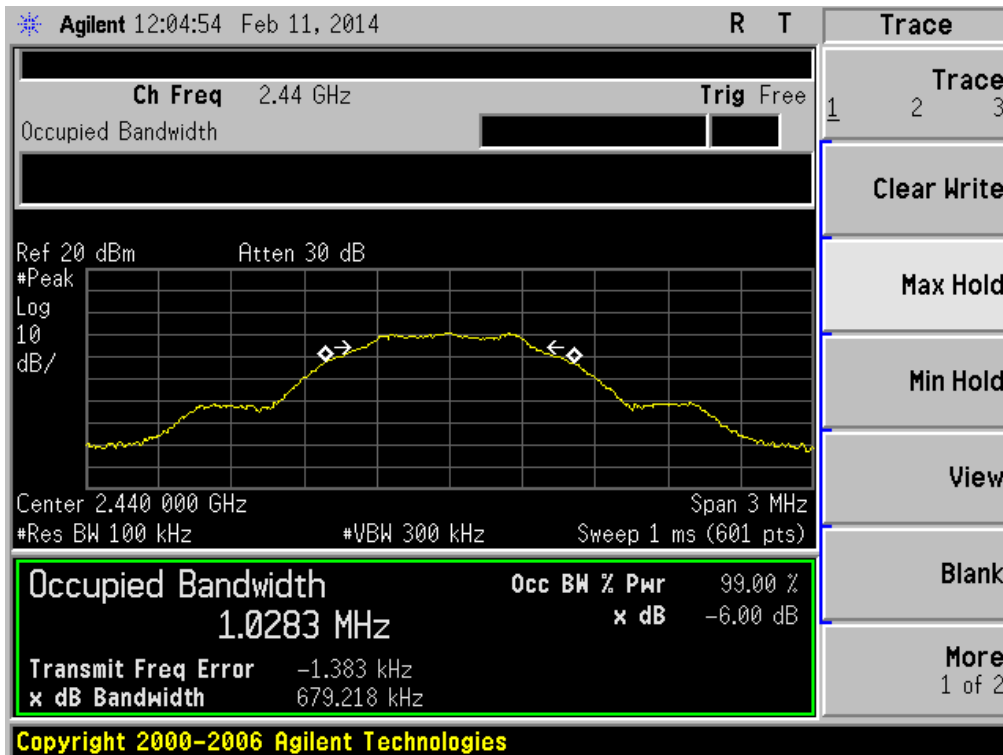 Agilent 12:04:54 Feb 11, 2014 R T
Ch Freq 2.44 GHz Trig Free
Occupied Bandwidth
Ref 20 dBm Atten 30 dB
#Peak
Log
10
dB/
Center 2.440 000 GHz Span 3 MHz
#Res BW 100 kHz #VBW 300 kHz Sweep 1 ms (601 pts)
Occupied Bandwidth Occ BW % Pwr 99.00 %
1.0283 MHz x dB -6.00 dB
Transmit Freq Error -1.383 kHz
x dB Bandwidth 679.218 kHz
Copyright 2000-2006 Agilent Technologies
Trace
Trace
1 2 3
Clear Write
Max Hold
Min Hold
View
Blank
More
1 of 2